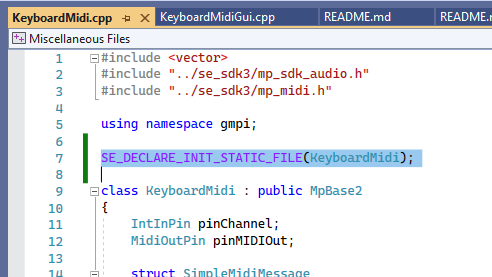 KeyboardMidi.cpp KeyboardMidiGui.cpp README.md README.m
Miscellaneous Files
1 #include <vector>
2 #include "../se_sdk3/mp_sdk_audio.h"
3 #include "../se_sdk3/mp_midi.h"
4
5 using namespace gmpi;
6
7 SE_DECLARE_INIT_STATIC_FILE(KeyboardMidi);
8
9 class KeyboardMidi : public MpBase2
10 {
11 IntInPin pinChannel;
12 MidiOutPin pinMIDIOut;
13
14 struct SimpleMidiMessage